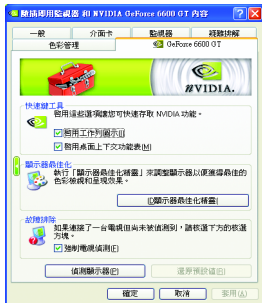 隨插即用監視器 和 NVIDIA GeForce 6600 GT 內容
一般
介面卡
監視器
疑難排解
色彩管理
GeForce 6600 GT
NVIDIA.
快速鍵工具
啟用這些選項讓您可快速存取 NVIDIA 功能。
啟用工作列圖示(I)
啟用桌面上下文功能表(M)
顯示器最佳化
執行「顯示器最佳化精靈」來調整顯示器以便獲得最佳的
色彩檢視和呈現效果。
(D)顯示器最佳化精靈(
故障排除
如果連接了一台電視但尚未被偵測到，請核選下方的核選
方塊。
強制電視偵測(F)
偵測顯示器(P)
還原預設值(E)
確定
取消
套用(A)